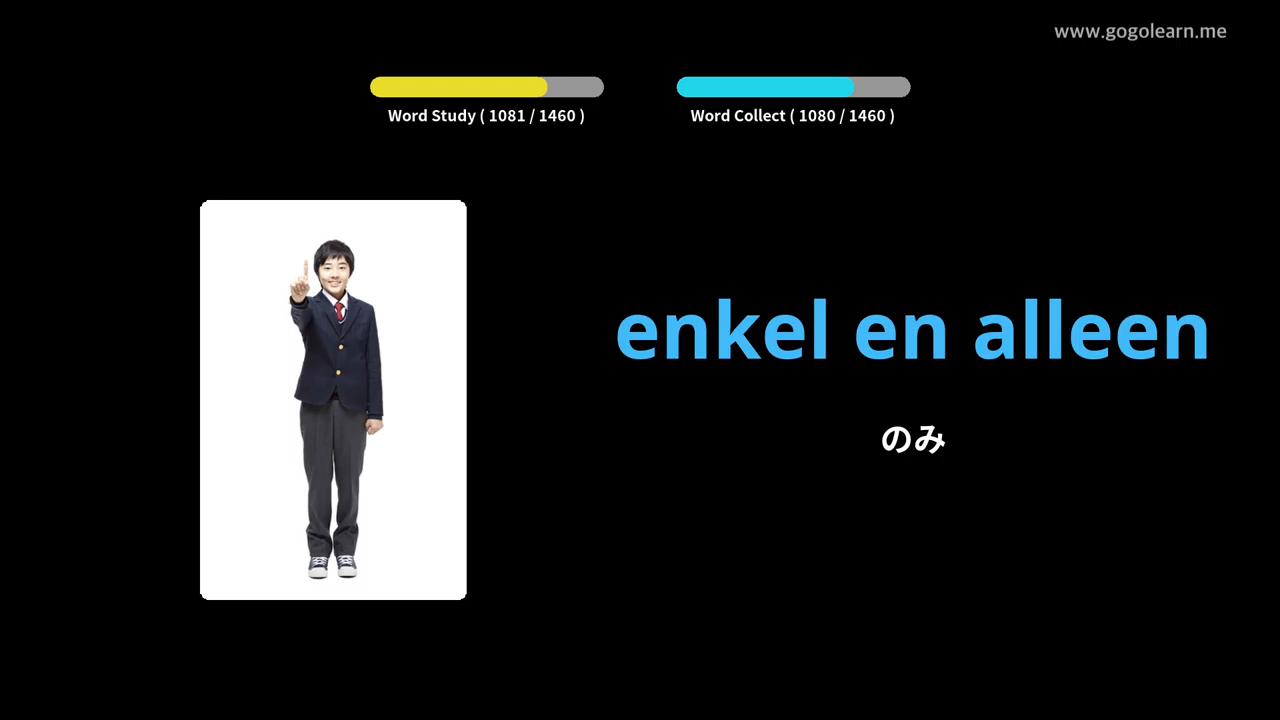 www.gogolearn.me
Word Study ( 1081 / 1460 )
Word Collect ( 1080 / 1460 )
enkel en alleen
のみ